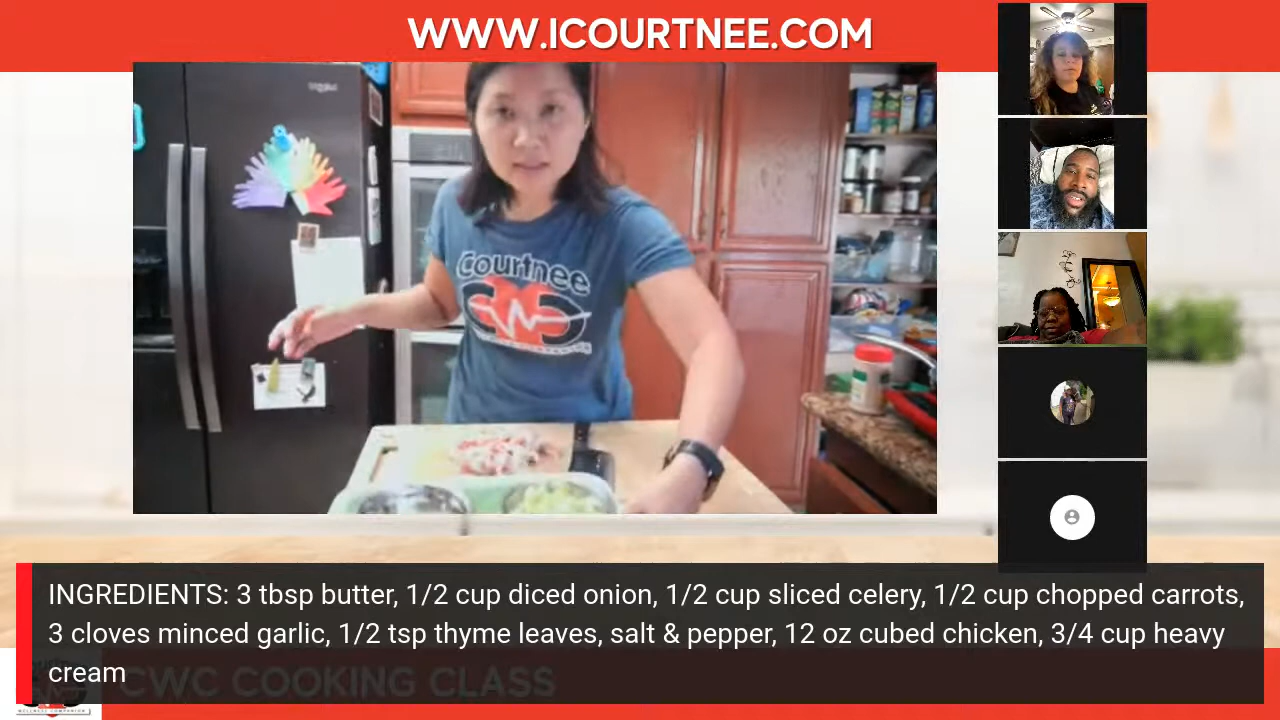 WWW.ICOURTNEE.COM
Courtnee
INGREDIENTS: 3 tbsp butter, 1/2 cup diced onion, 1/2 cup sliced celery, 1/2 cup chopped carrots,
3 cloves minced garlic, 1/2 tsp thyme leaves, salt & pepper, 12 oz cubed chicken, 3/4 cup heavy
cream
CWC COOKING CLASS
WELLNESS COMPANION